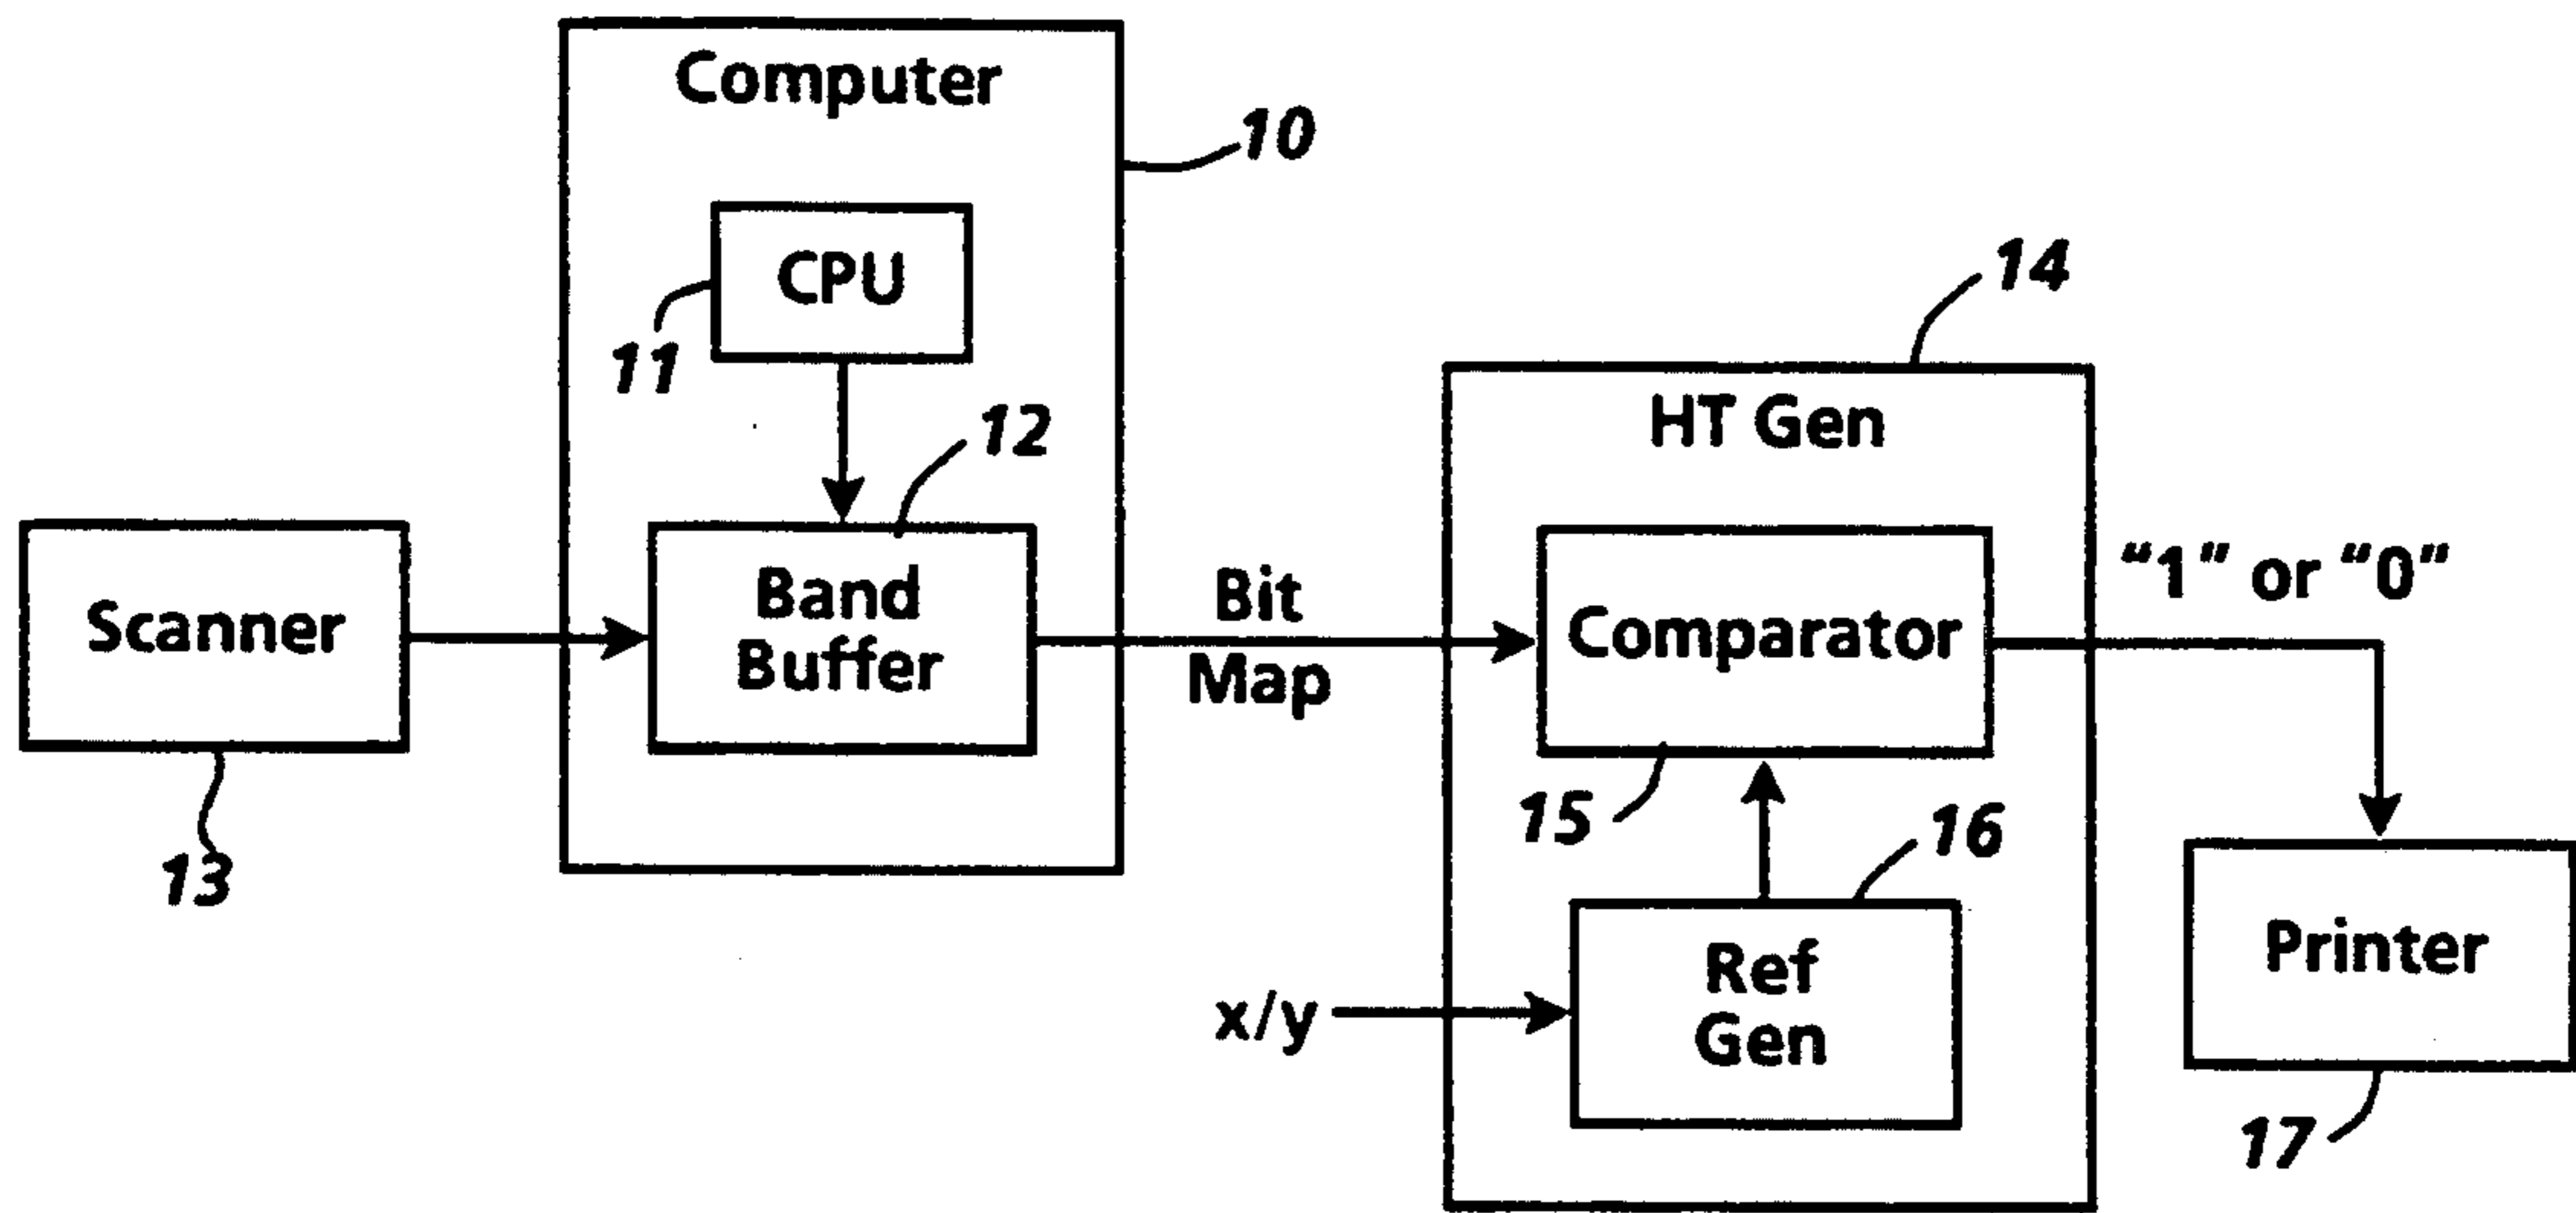 Computer
10
CPU
11
12
14
HT Gen
Scanner
13
Band
Buffer
Bit
Map
Comparator
15
“1” or “0”
16
x/y
Ref
Gen
Printer
17